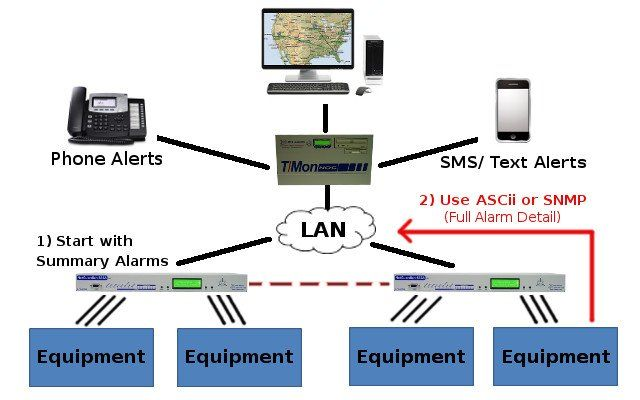 T/MonNOC
Phone Alerts
SMS/ Text Alerts
2) Use ASCii or SNMP
(Full Alarm Detail)
LAN
1) Start with
Summary Alarms
Equipment
Equipment
Equipment
Equipment